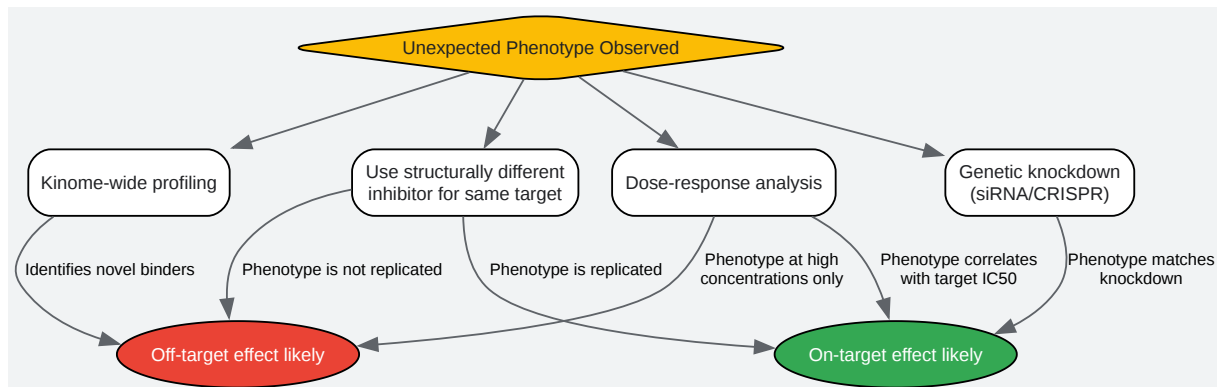 Unexpected Phenotype Observed
Kinome-wide profiling
Use structurally different
inhibitor for same target
Dose-response analysis
Genetic knockdown
(siRNA/CRISPR)
Identifies novel binders
Phenotype is not replicated
Phenotype is replicated
Phenotype at high
concentrations only
Phenotype correlates
with target IC50
Phenotype matches
knockdown
Off-target effect likely
On-target effect likely